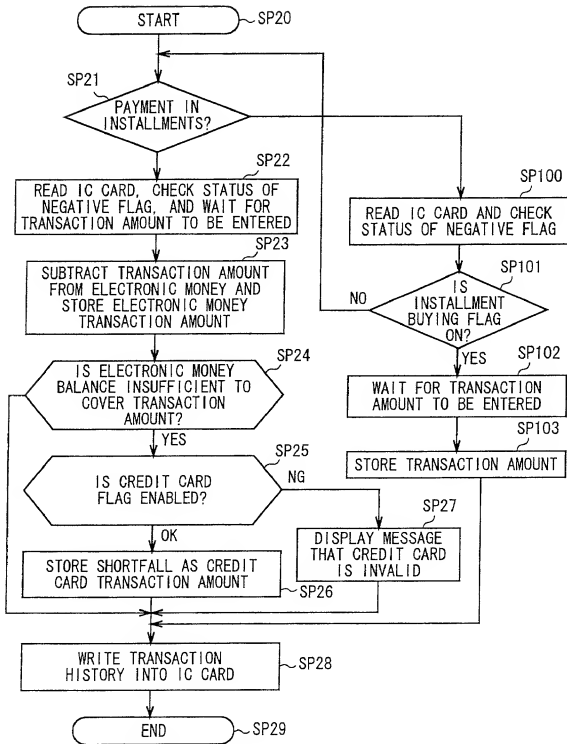 START
SP20
SP21
PAYMENT IN
INSTALLMENTS?
SP22
READ IC CARD, CHECK STATUS OF
NEGATIVE FLAG, AND WAIT FOR
TRANSACTION AMOUNT TO BE ENTERED
SP23
SUBTRACT TRANSACTION AMOUNT
FROM ELECTRONIC MONEY AND
STORE ELECTRONIC MONEY
TRANSACTION AMOUNT
SP24
IS ELECTRONIC MONEY
BALANCE INSUFFICIENT TO
COVER TRANSACTION
AMOUNT?
YES
SP25
IS CREDIT CARD
FLAG ENABLED?
NG
OK
SP27
DISPLAY MESSAGE
THAT CREDIT CARD
IS INVALID
STORE SHORTFALL AS CREDIT
CARD TRANSACTION AMOUNT
SP26
SP100
READ IC CARD AND CHECK
STATUS OF NEGATIVE FLAG
SP101
IS
INSTALLMENT
BUYING FLAG
ON?
NO
YES
SP102
WAIT FOR TRANSACTION
AMOUNT TO BE ENTERED
SP103
STORE TRANSACTION AMOUNT
WRITE TRANSACTION
HISTORY INTO IC CARD
SP28
END
SP29